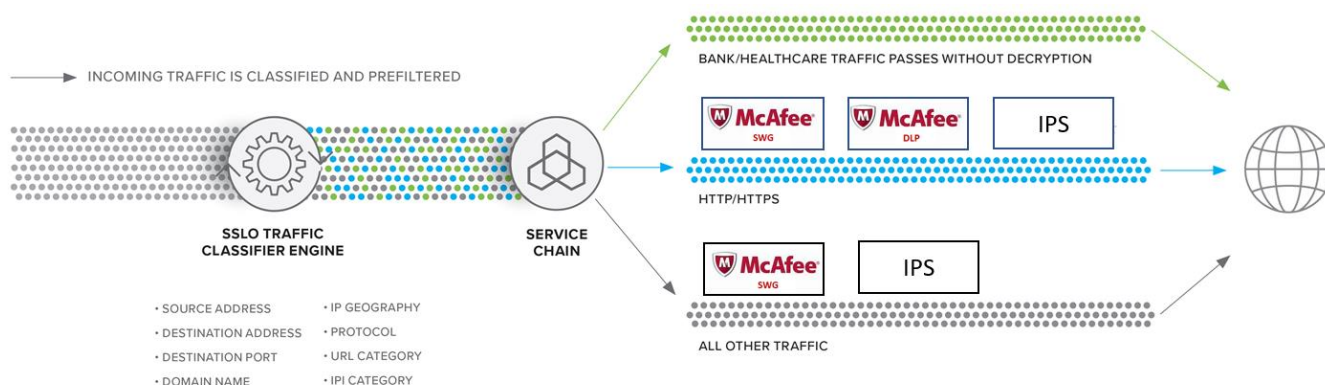 INCOMING TRAFFIC IS CLASSIFIED AND PREFILTERED
SSLO TRAFFIC
CLASSIFIER ENGINE
• SOURCE ADDRESS
• DESTINATION ADDRESS
• DESTINATION PORT
• DOMAIN NAME
• IP GEOGRAPHY
• PROTOCOL
• URL CATEGORY
• IPI CATEGORY
SERVICE
CHAIN
BANK/HEALTHCARE TRAFFIC PASSES WITHOUT DECRYPTION
McAfee
SWG
McAfee
DLP
IPS
HTTP/HTTPS
McAfee
SWG
IPS
ALL OTHER TRAFFIC